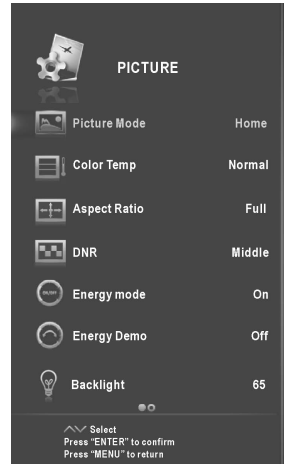 PICTURE
Picture Mode Home
Color Temp Normal
Aspect Ratio Full
DNR Middle
Energy mode On
Energy Demo Off
Backlight 65
Select
Press “ENTER” to confirm
Press “MENU” to return